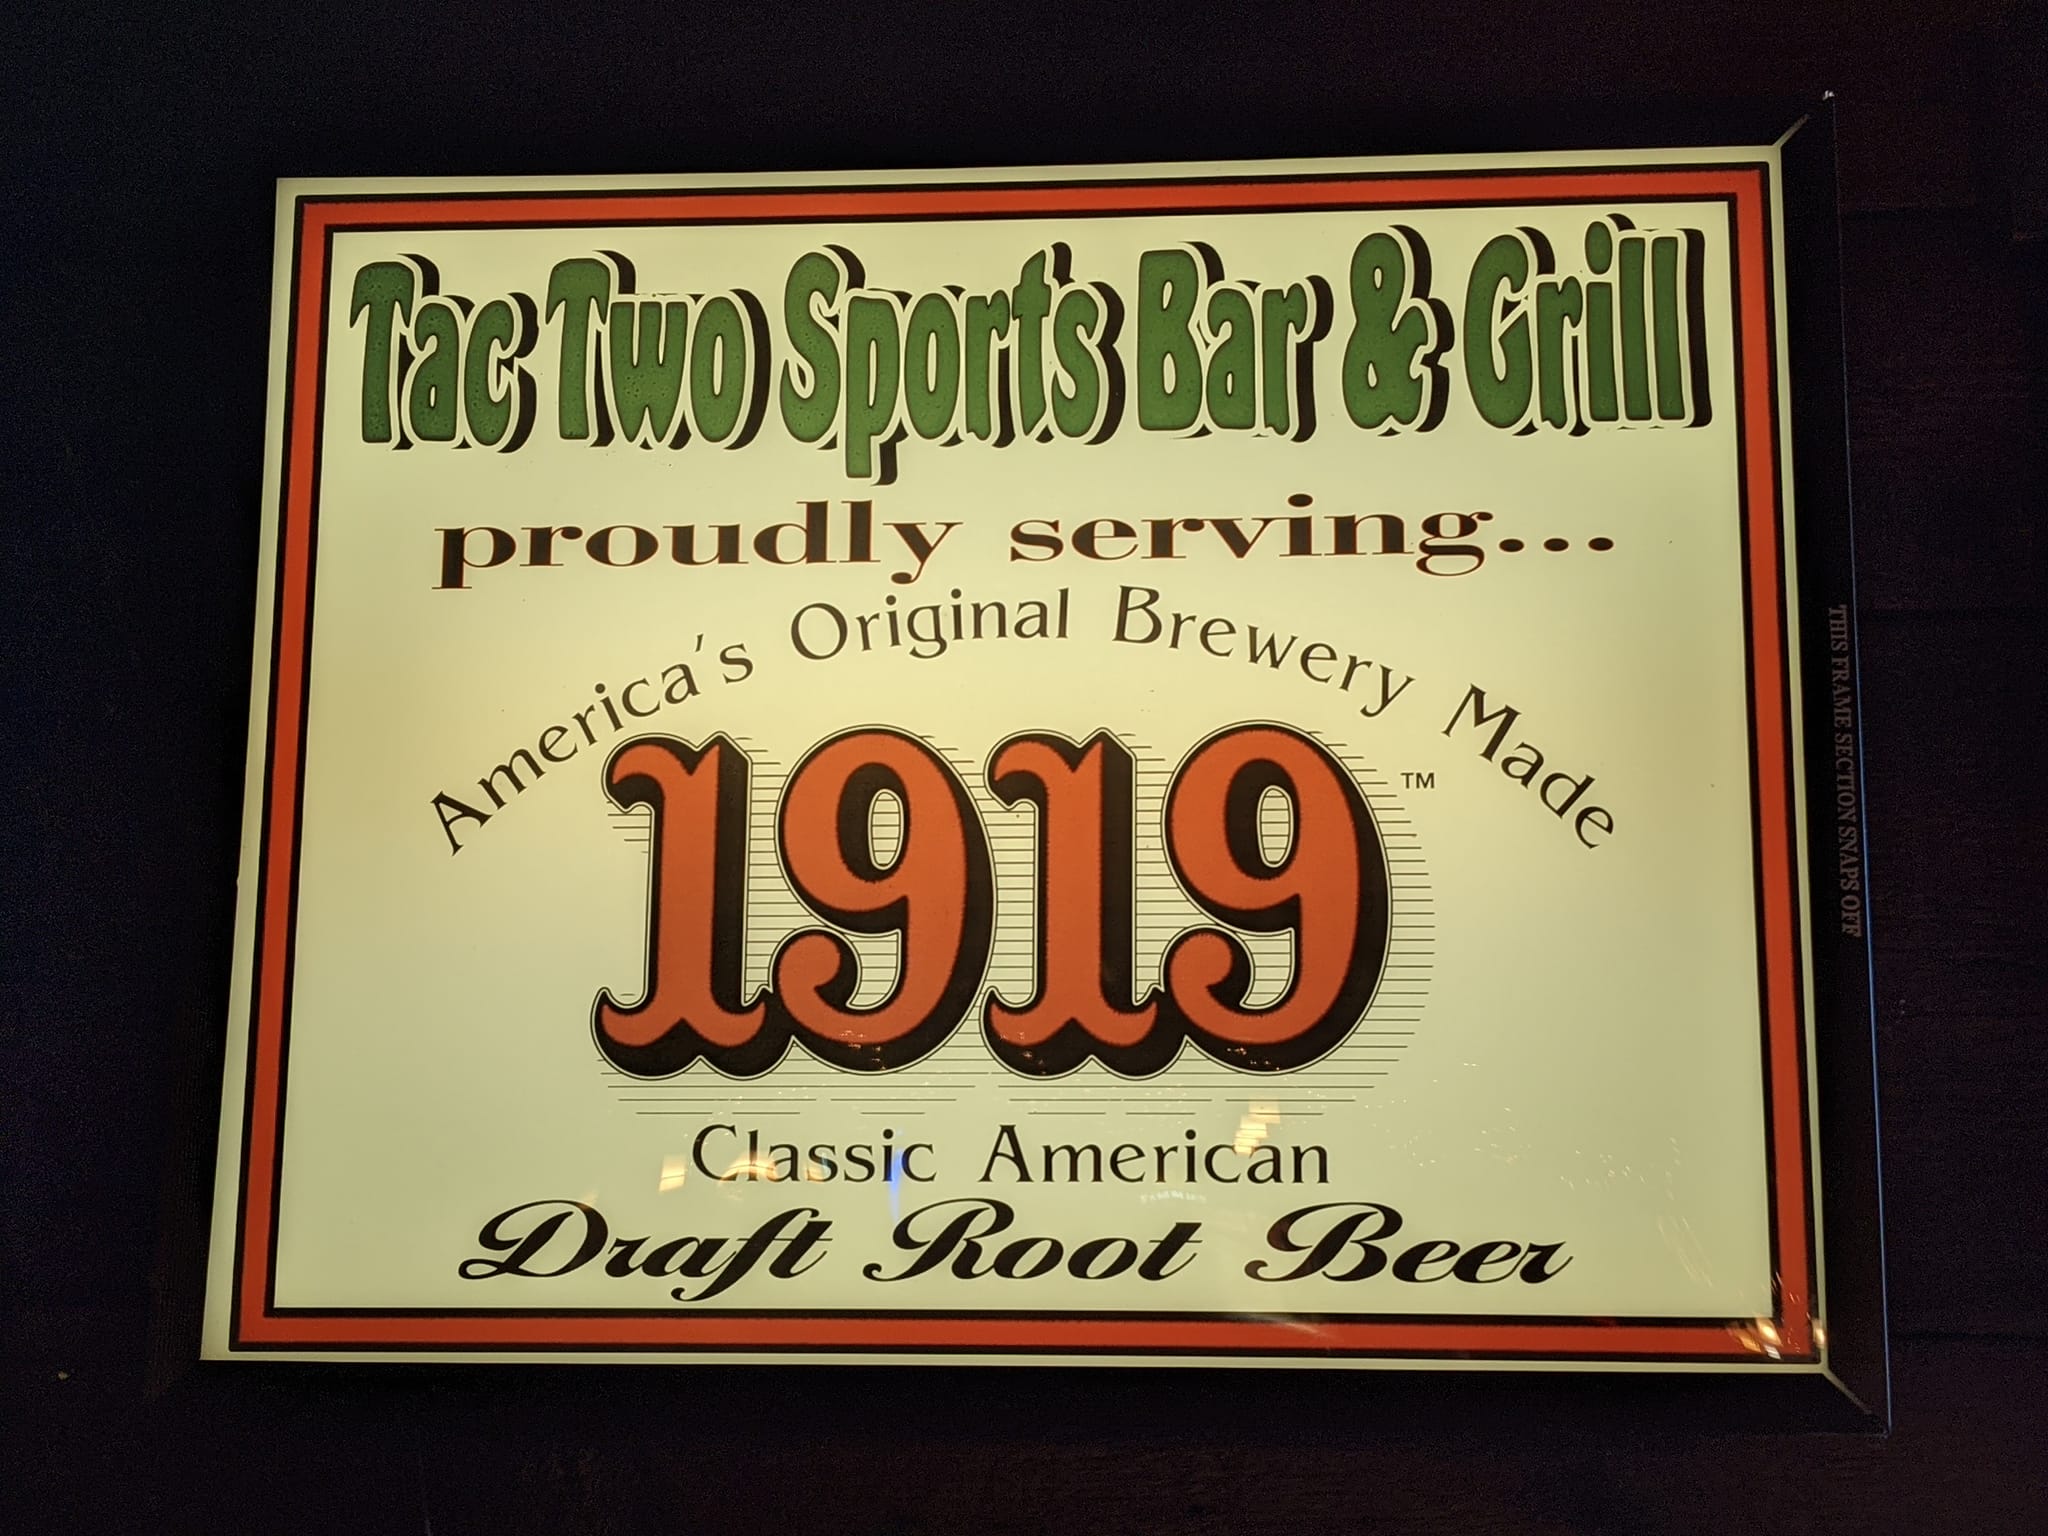 Tac Two Sport's Bar & Grill
proudly serving...
America's Original Brewery Made
1919™
Classic American
Draft Root Beer
THIS FRAME SECTION SNAPS OFF